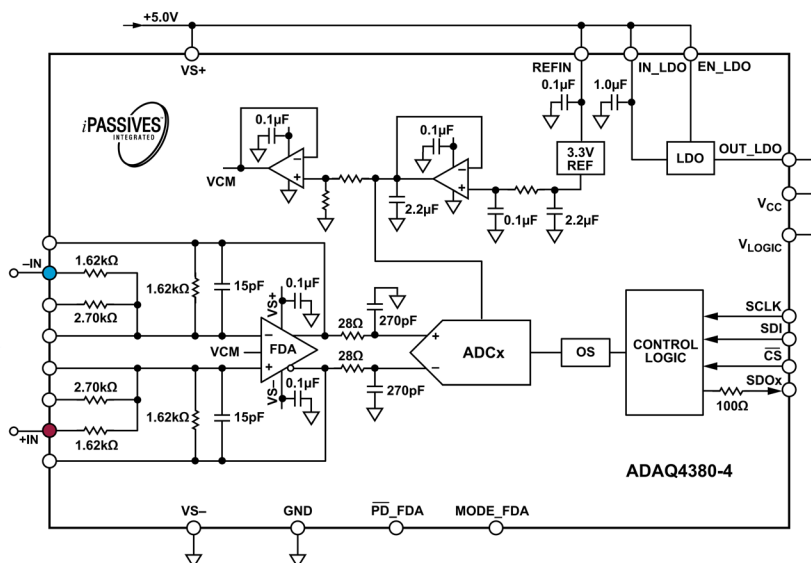 +5.0V
VS+
REFIN
IN_LDO
EN_LDO
iPASSIVES™
INTEGRATED
0.1µF
0.1µF
0.1µF
1.0µF
VCM
3.3V
REF
LDO
OUT_LDO
2.2µF
0.1µF
2.2µF
VCC
VLOGIC
–IN
1.62kΩ
1.62kΩ
15pF
2.70kΩ
VS+
0.1µF
28Ω
270pF
VCM
FDA
28Ω
VS–
0.1µF
270pF
ADCx
OS
CONTROL
LOGIC
SCLK
SDI
CS
SDOx
100Ω
2.70kΩ
1.62kΩ
15pF
+IN
1.62kΩ
ADAQ4380-4
VS–
GND
PD_FDA
MODE_FDA
+
–
+
–
–
+
+
–